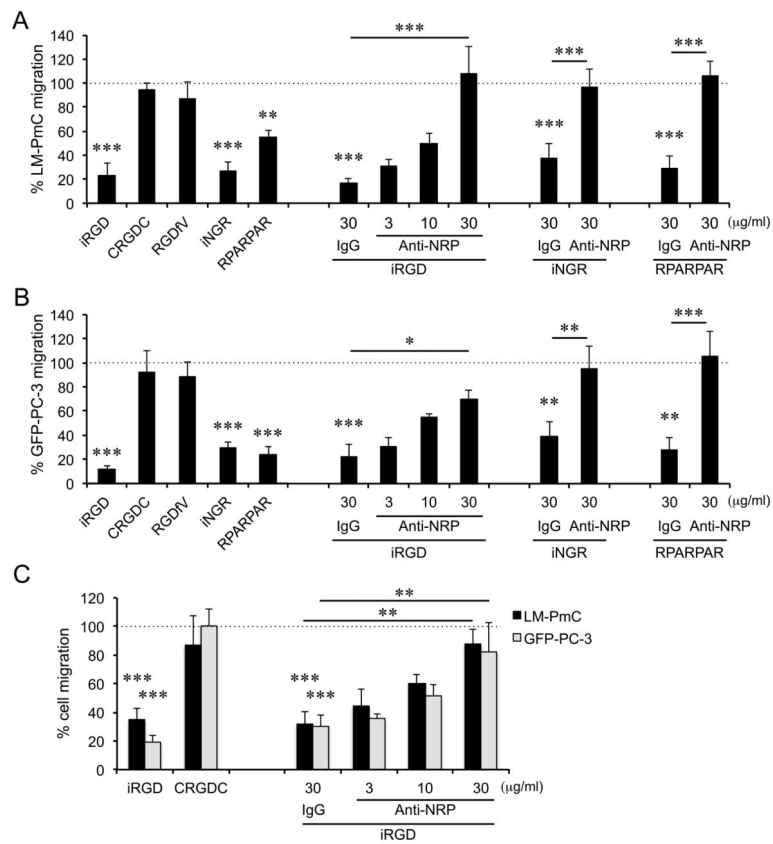 A
% LM-PmC migration
140
120
100
80
60
40
20
0
*** ** *** *** ***
*** *** *** *** ***
***
iRGD CRGDC RGDfV iNGR RPARPAR
30 3 10 30 30 30 30 30 (μg/ml)
IgG Anti-NRP IgG Anti-NRP IgG Anti-NRP
iRGD iNGR RPARPAR
B
% GFP-PC-3 migration
140
120
100
80
60
40
20
0
* ** ***
*** *** *** *** ** **
iRGD CRGDC RGDfV iNGR RPARPAR
30 3 10 30 30 30 30 30 (μg/ml)
IgG Anti-NRP IgG Anti-NRP IgG Anti-NRP
iRGD iNGR RPARPAR
C
% cell migration
120
100
80
60
40
20
0
**
**
*** ***
*** ***
LM-PmC
GFP-PC-3
iRGD CRGDC 30 3 10 30 (μg/ml)
IgG Anti-NRP
iRGD